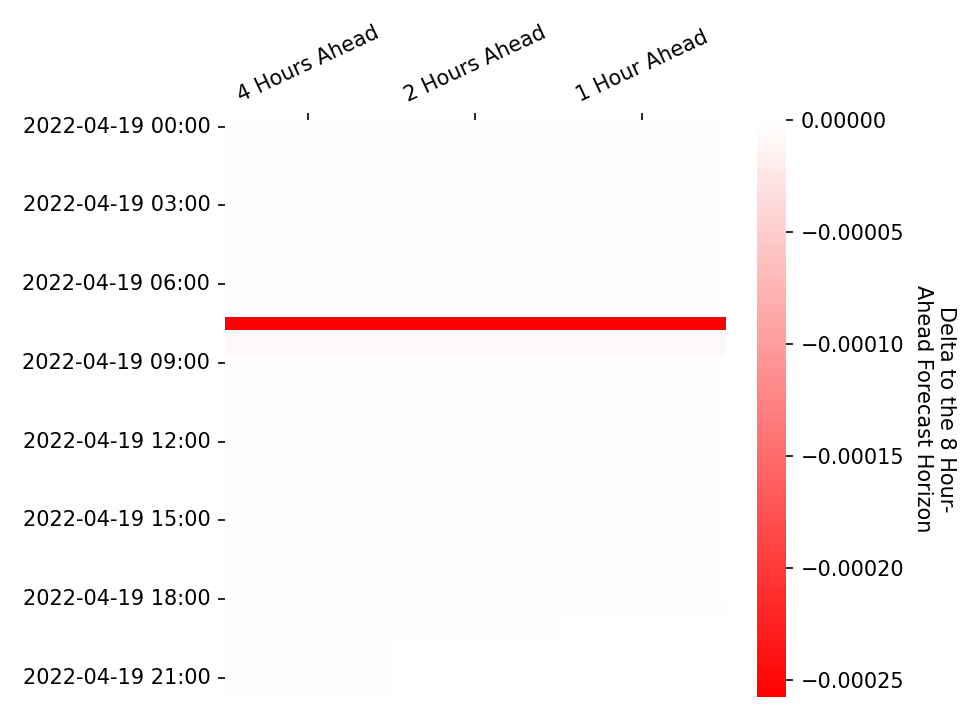 4 Hours Ahead
2 Hours Ahead
1 Hour Ahead
2022-04-19 00:00
2022-04-19 03:00
2022-04-19 06:00
2022-04-19 09:00
2022-04-19 12:00
2022-04-19 15:00
2022-04-19 18:00
2022-04-19 21:00
0.00000
−0.00005
−0.00010
−0.00015
−0.00020
−0.00025
Delta to the 8 Hour-
Ahead Forecast Horizon